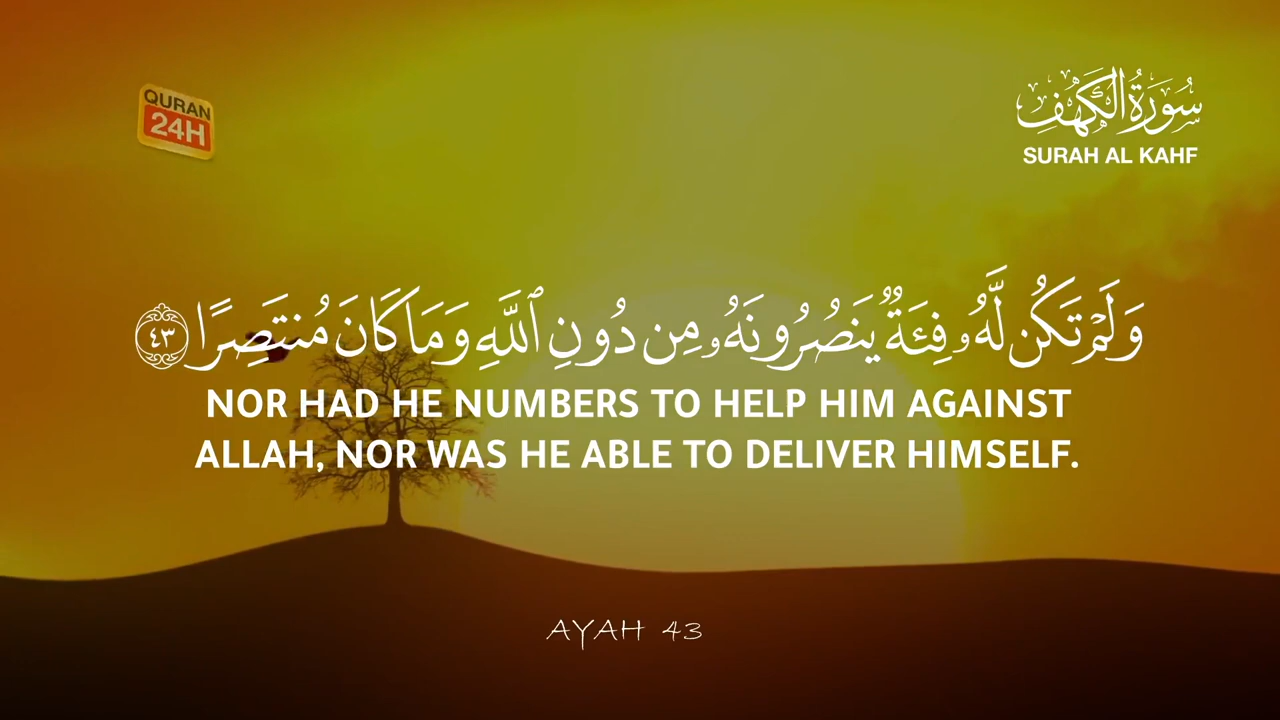 QURAN
24H
سُورَةُ الْكَهْفِ
SURAH AL KAHF
وَلَمْ تَكُن لَّهُۥ فِئَةٌ يَنصُرُونَهُۥ مِن دُونِ ٱللَّهِ وَمَا كَانَ مُنتَصِرًا ٤٣
NOR HAD HE NUMBERS TO HELP HIM AGAINST
ALLAH, NOR WAS HE ABLE TO DELIVER HIMSELF.
AYAH 43